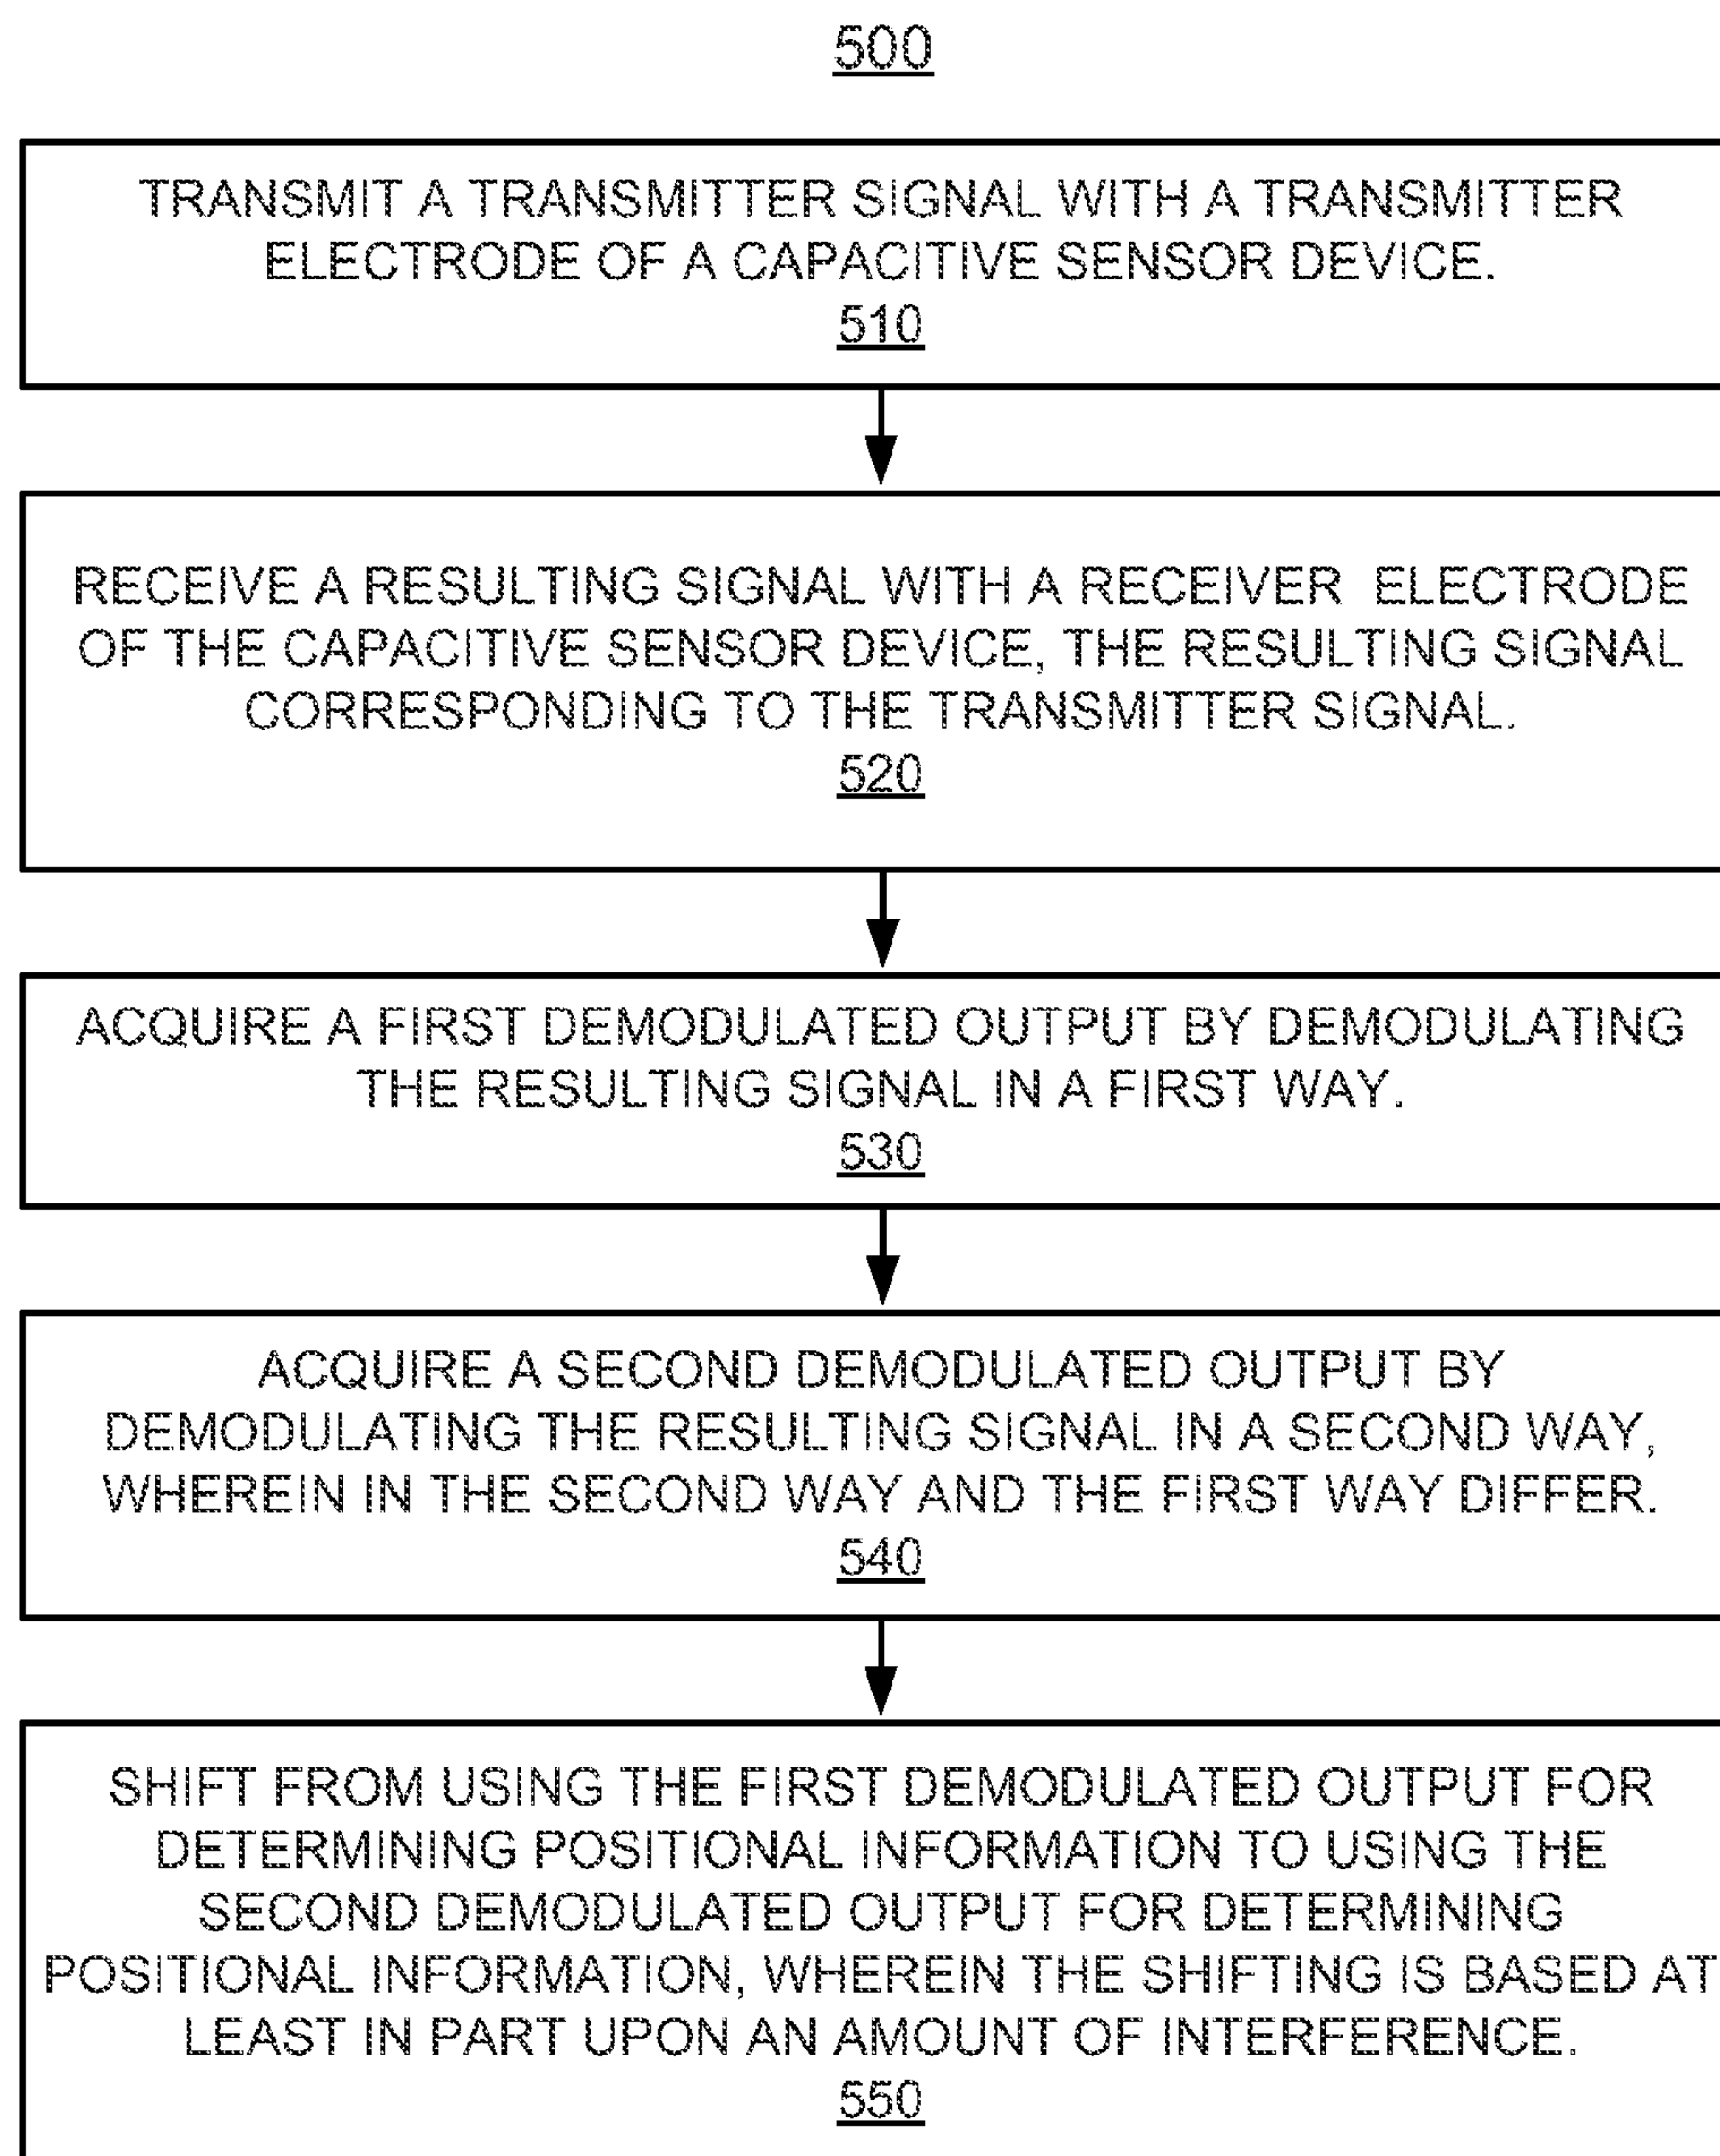 500
TRANSMIT A TRANSMITTER SIGNAL WITH A TRANSMITTER
ELECTRODE OF A CAPACITIVE SENSOR DEVICE.
510
RECEIVE A RESULTING SIGNAL WITH A RECEIVER ELECTRODE
OF THE CAPACITIVE SENSOR DEVICE, THE RESULTING SIGNAL
CORRESPONDING TO THE TRANSMITTER SIGNAL.
520
ACQUIRE A FIRST DEMODULATED OUTPUT BY DEMODULATING
THE RESULTING SIGNAL IN A FIRST WAY.
530
ACQUIRE A SECOND DEMODULATED OUTPUT BY
DEMODULATING THE RESULTING SIGNAL IN A SECOND WAY,
WHEREIN IN THE SECOND WAY AND THE FIRST WAY DIFFER.
540
SHIFT FROM USING THE FIRST DEMODULATED OUTPUT FOR
DETERMINING POSITIONAL INFORMATION TO USING THE
SECOND DEMODULATED OUTPUT FOR DETERMINING
POSITIONAL INFORMATION, WHEREIN THE SHIFTING IS BASED AT
LEAST IN PART UPON AN AMOUNT OF INTERFERENCE.
550